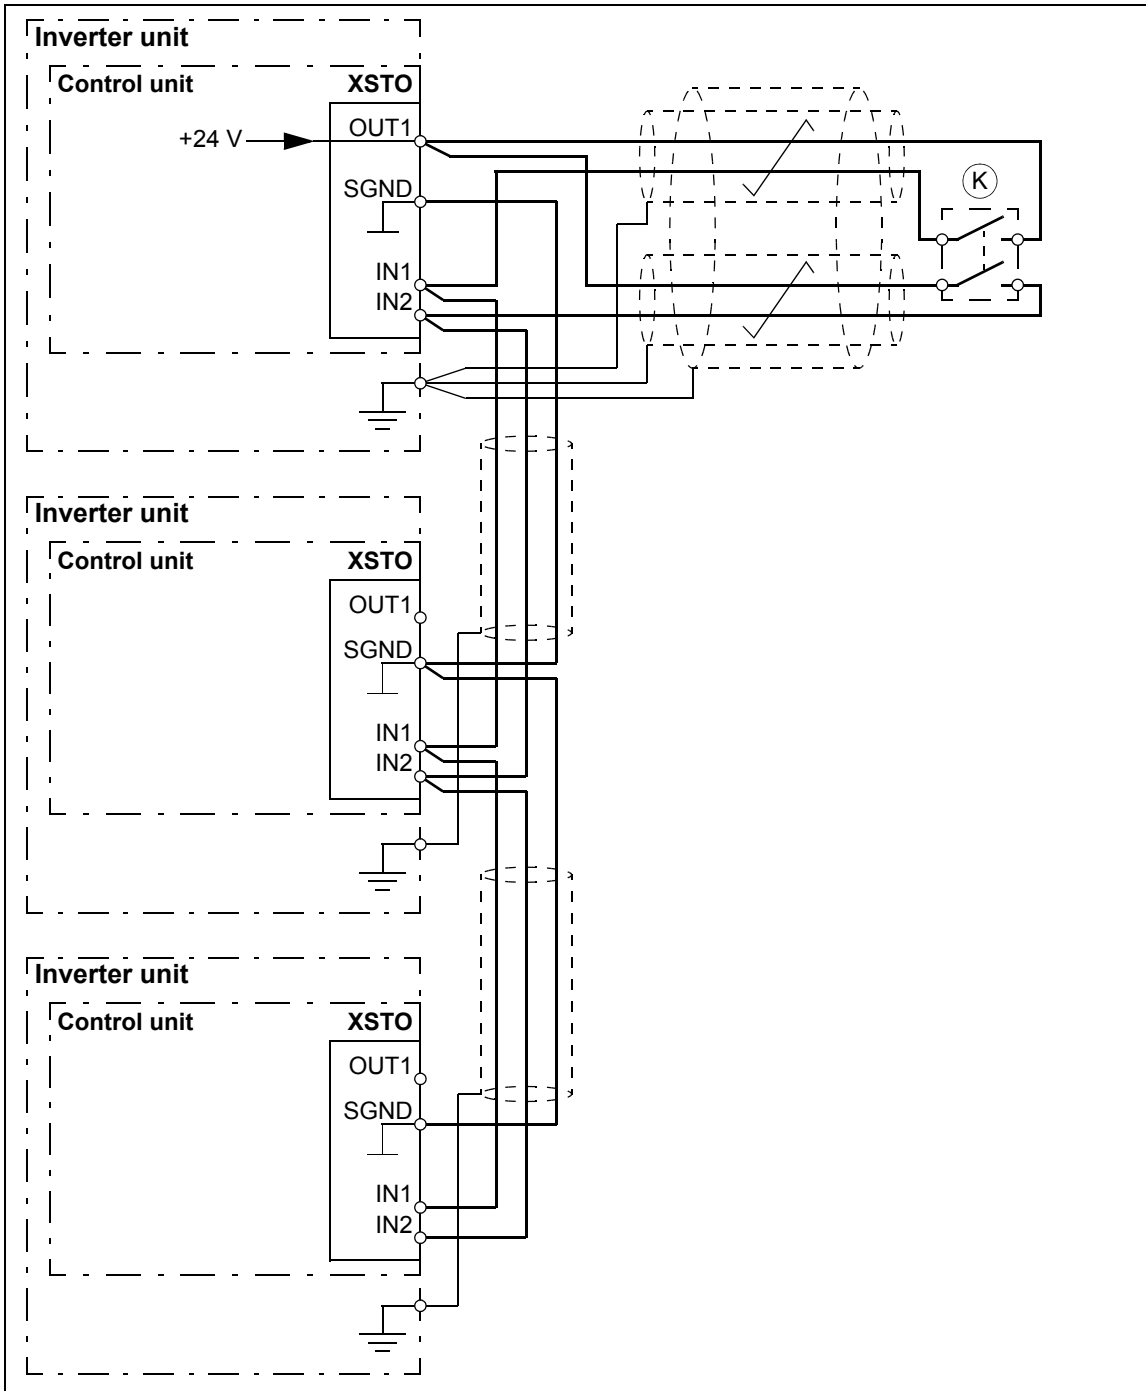 Inverter unit
Control unit XSTO
+24 V OUT1
SGND
K
IN1
IN2
Inverter unit
Control unit XSTO
OUT1
SGND
IN1
IN2
Inverter unit
Control unit XSTO
OUT1
SGND
IN1
IN2